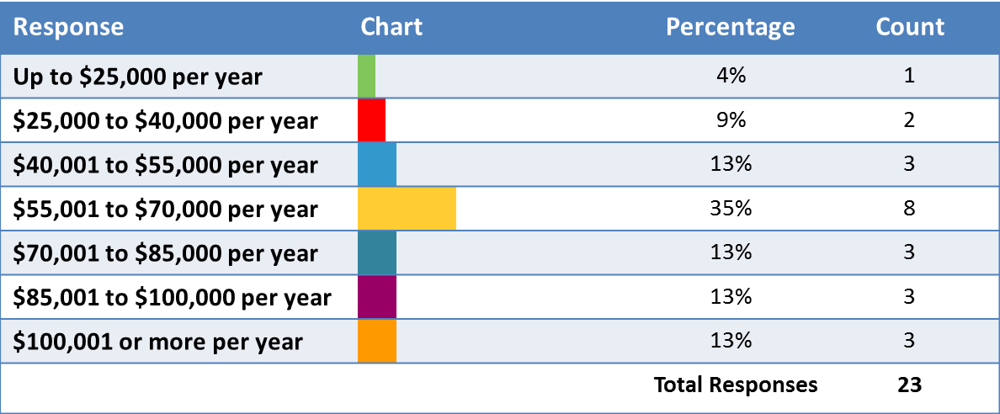 Response Chart Percentage Count
Up to $25,000 per year 4% 1
$25,000 to $40,000 per year 9% 2
$40,001 to $55,000 per year 13% 3
$55,001 to $70,000 per year 35% 8
$70,001 to $85,000 per year 13% 3
$85,001 to $100,000 per year 13% 3
$100,001 or more per year 13% 3
Total Responses 23